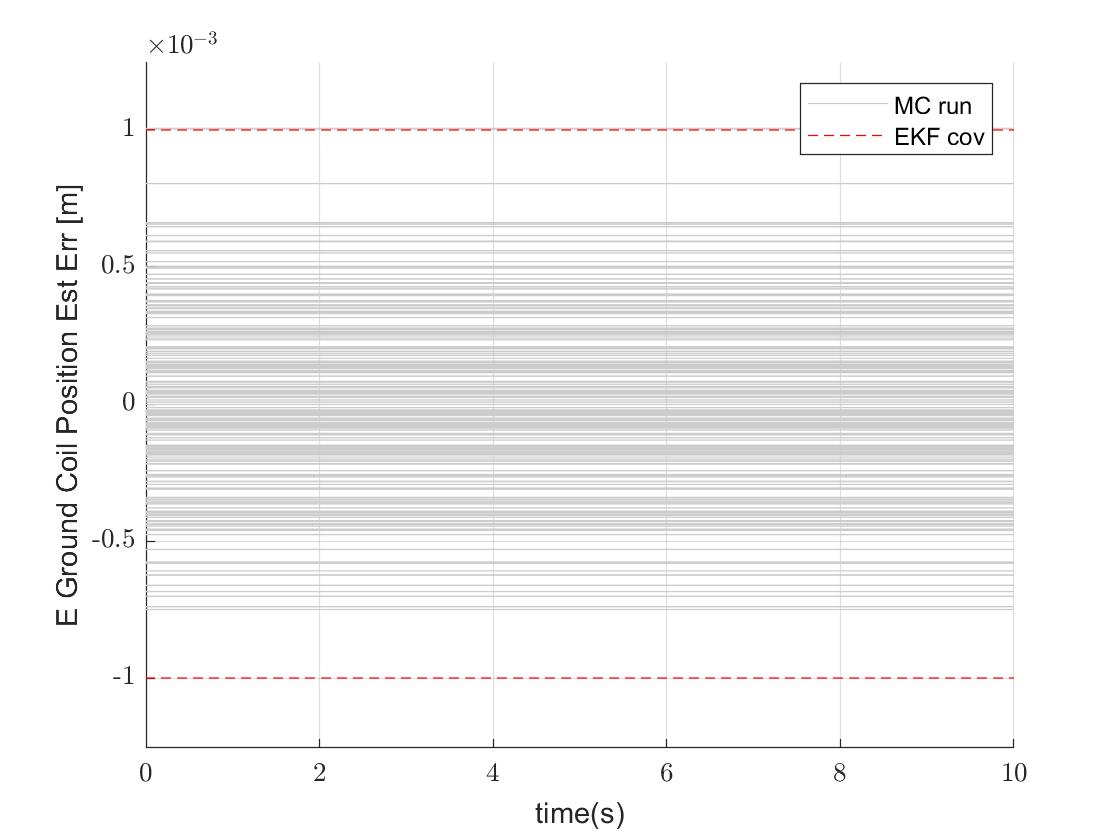 ×10⁻³
1
0.5
0
-0.5
-1
E Ground Coil Position Est Err [m]
MC run
EKF cov
0 2 4 6 8 10
time(s)